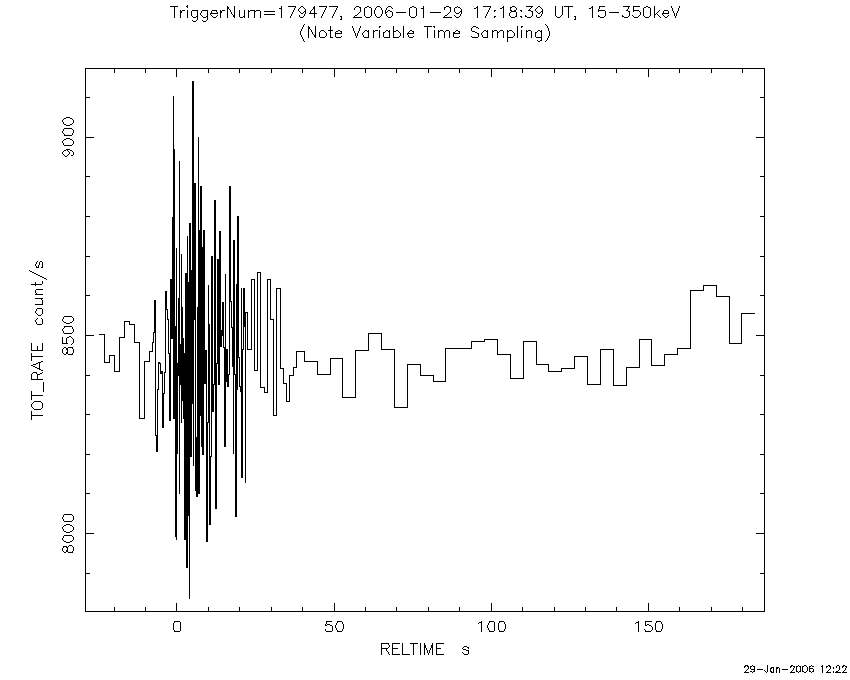 TriggerNum=179477, 2006-01-29 17:18:39 UT, 15-350keV
(Note Variable Time Sampling)
TOT_RATE count/s
9000
8500
8000
0 50 100 150
RELTIME s
29-Jan-2006 12:22